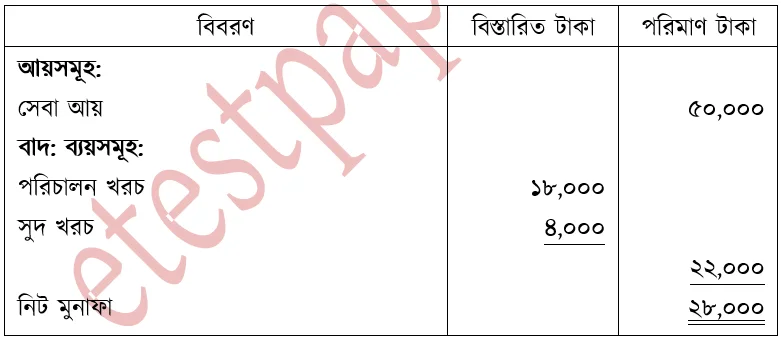 বিবরণ বিস্তারিত টাকা পরিমাণ টাকা
আয়সমূহ:
সেবা আয় ৫০,০০০
বাদ: ব্যয়সমূহ:
পরিচালন খরচ ১৮,০০০
সুদ খরচ ৪,০০০
২২,০০০
নিট মুনাফা ২৮,০০০
etestpap